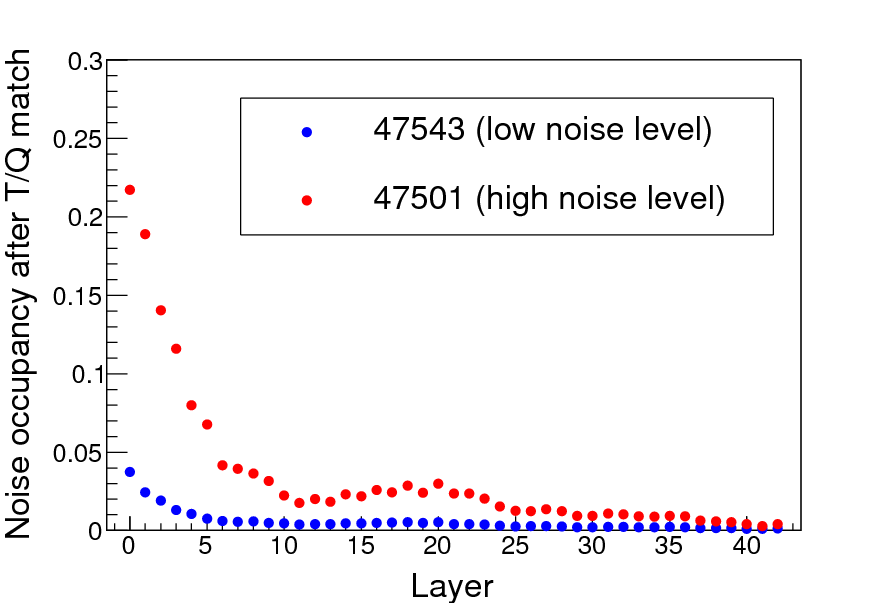 Noise occupancy after T/Q match
0.3
0.25
0.2
0.15
0.1
0.05
0
47543 (low noise level)
47501 (high noise level)
0 5 10 15 20 25 30 35 40
Layer